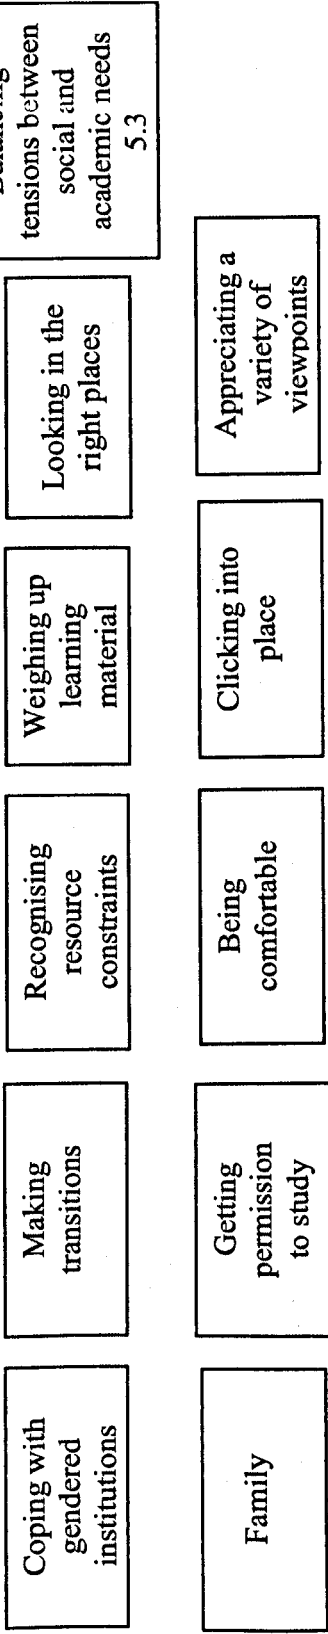 Coping with
gendered
institutions
Making
transitions
Recognising
resource
constraints
Weighing up
learning
material
Looking in the
right places
tensions between
social and
academic needs
5.3
Family
Getting
permission
to study
Being
comfortable
Clicking into
place
Appreciating a
variety of
viewpoints